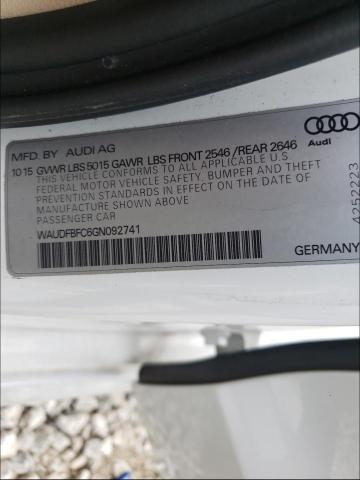 MFD. BY AUDI AG
10 15 GVWR LBS 5015 GAWR LBS FRONT 2546 /REAR 2646
THIS VEHICLE CONFORMS TO ALL APPLICABLE U.S
FEDERAL MOTOR VEHICLE SAFETY, BUMPER, AND THEFT
PREVENTION STANDARDS IN EFFECT ON THE DATE OF
MANUFACTURE SHOWN ABOVE
PASSENGER CAR
WAUDFBFC6GN092741
Audi
4252223
GERMANY